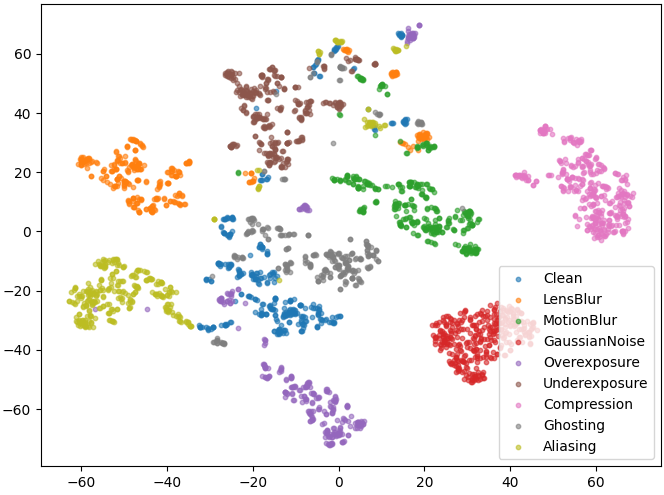 60
40
20
0
−20
−40
−60
−60
−40
−20
0
20
40
60
Clean
LensBlur
MotionBlur
GaussianNoise
Overexposure
Underexposure
Compression
Ghosting
Aliasing